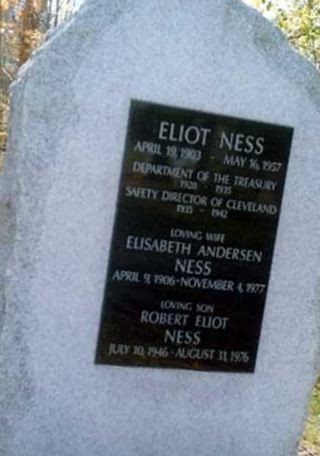 ELIOT NESS
APRIL 19, 1903 - MAY 16, 1957
DEPARTMENT OF THE TREASURY
1928 - 1935
SAFETY DIRECTOR OF CLEVELAND
1935 - 1942
LOVING WIFE
ELISABETH ANDERSEN
NESS
APRIL 9, 1906 - NOVEMBER 4, 1977
LOVING SON
ROBERT ELIOT
NESS
JULY 10, 1946 - AUGUST 31, 1976